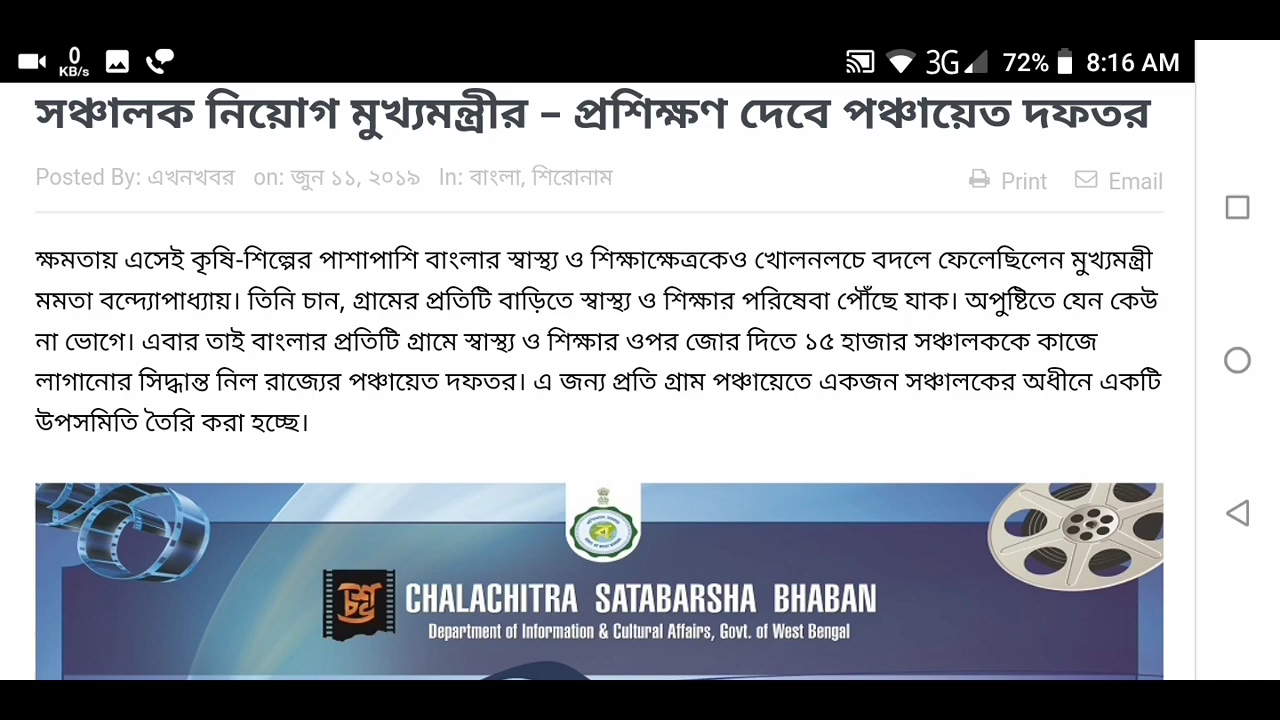 0
KB/s
3G 72% 8:16 AM
সঞ্চালক নিয়োগ মুখ্যমন্ত্রীর – প্রশিক্ষণ দেবে পঞ্চায়েত দফতর
Posted By: এখনখবর on: জুন ১১, ২০১৯ In: বাংলা, শিরোনাম Print Email
ক্ষমতায় এসেই কৃষি-শিল্পের পাশাপাশি বাংলার স্বাস্থ্য ও শিক্ষাক্ষেত্রকেও খোলনলচে বদলে ফেলেছিলেন মুখ্যমন্ত্রী
মমতা বন্দ্যোপাধ্যায়। তিনি চান, গ্রামের প্রতিটি বাড়িতে স্বাস্থ্য ও শিক্ষার পরিষেবা পৌঁছে যাক। অপুষ্টিতে যেন কেউ
না ভোগে। এবার তাই বাংলার প্রতিটি গ্রামে স্বাস্থ্য ও শিক্ষার ওপর জোর দিতে ১৫ হাজার সঞ্চালককে কাজে
লাগানোর সিদ্ধান্ত নিল রাজ্যের পঞ্চায়েত দফতর। এ জন্য প্রতি গ্রাম পঞ্চায়েতে একজন সঞ্চালকের অধীনে একটি
উপসমিতি তৈরি করা হচ্ছে।
CHALACHITRA SATABARSHA BHABAN
Department of Information & Cultural Affairs, Govt. of West Bengal